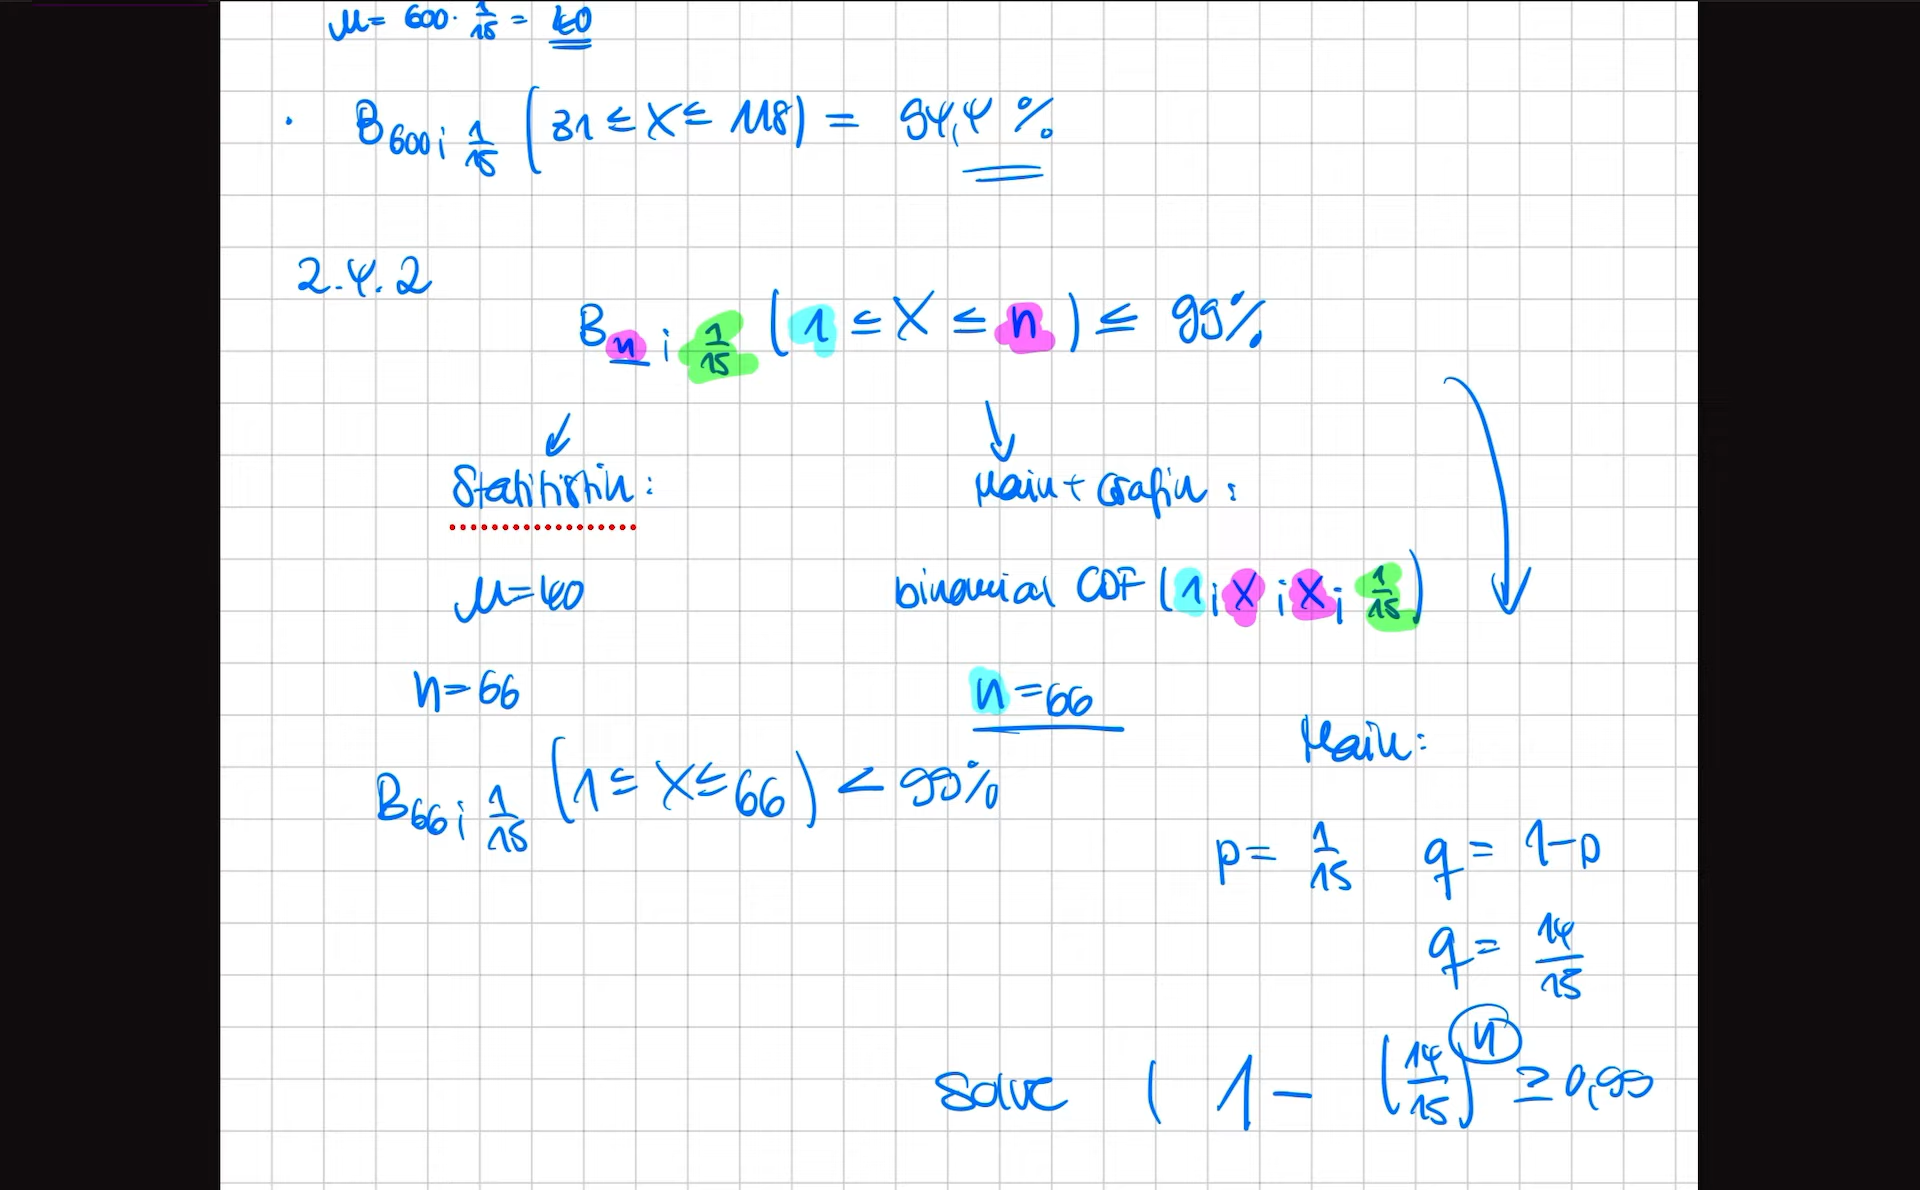 μ= 600· 1/15 = 40
· B600; 1/15 (31 ≤ X ≤ 118) = 94,4 %
2.4.2
Bn; 1/15 (1 ≤ X ≤ n) ≤ 99%
Statitistik: Main + Grafik:
μ=40 binomial CDF (1; X; X; 1/15)
n=66 n=66
Main:
B66; 1/15 (1 ≤ X ≤ 66) < 99%
p= 1/15 q= 1-p
q= 14/15
Solve ( 1 - (14/15)^n ≥ 0,99